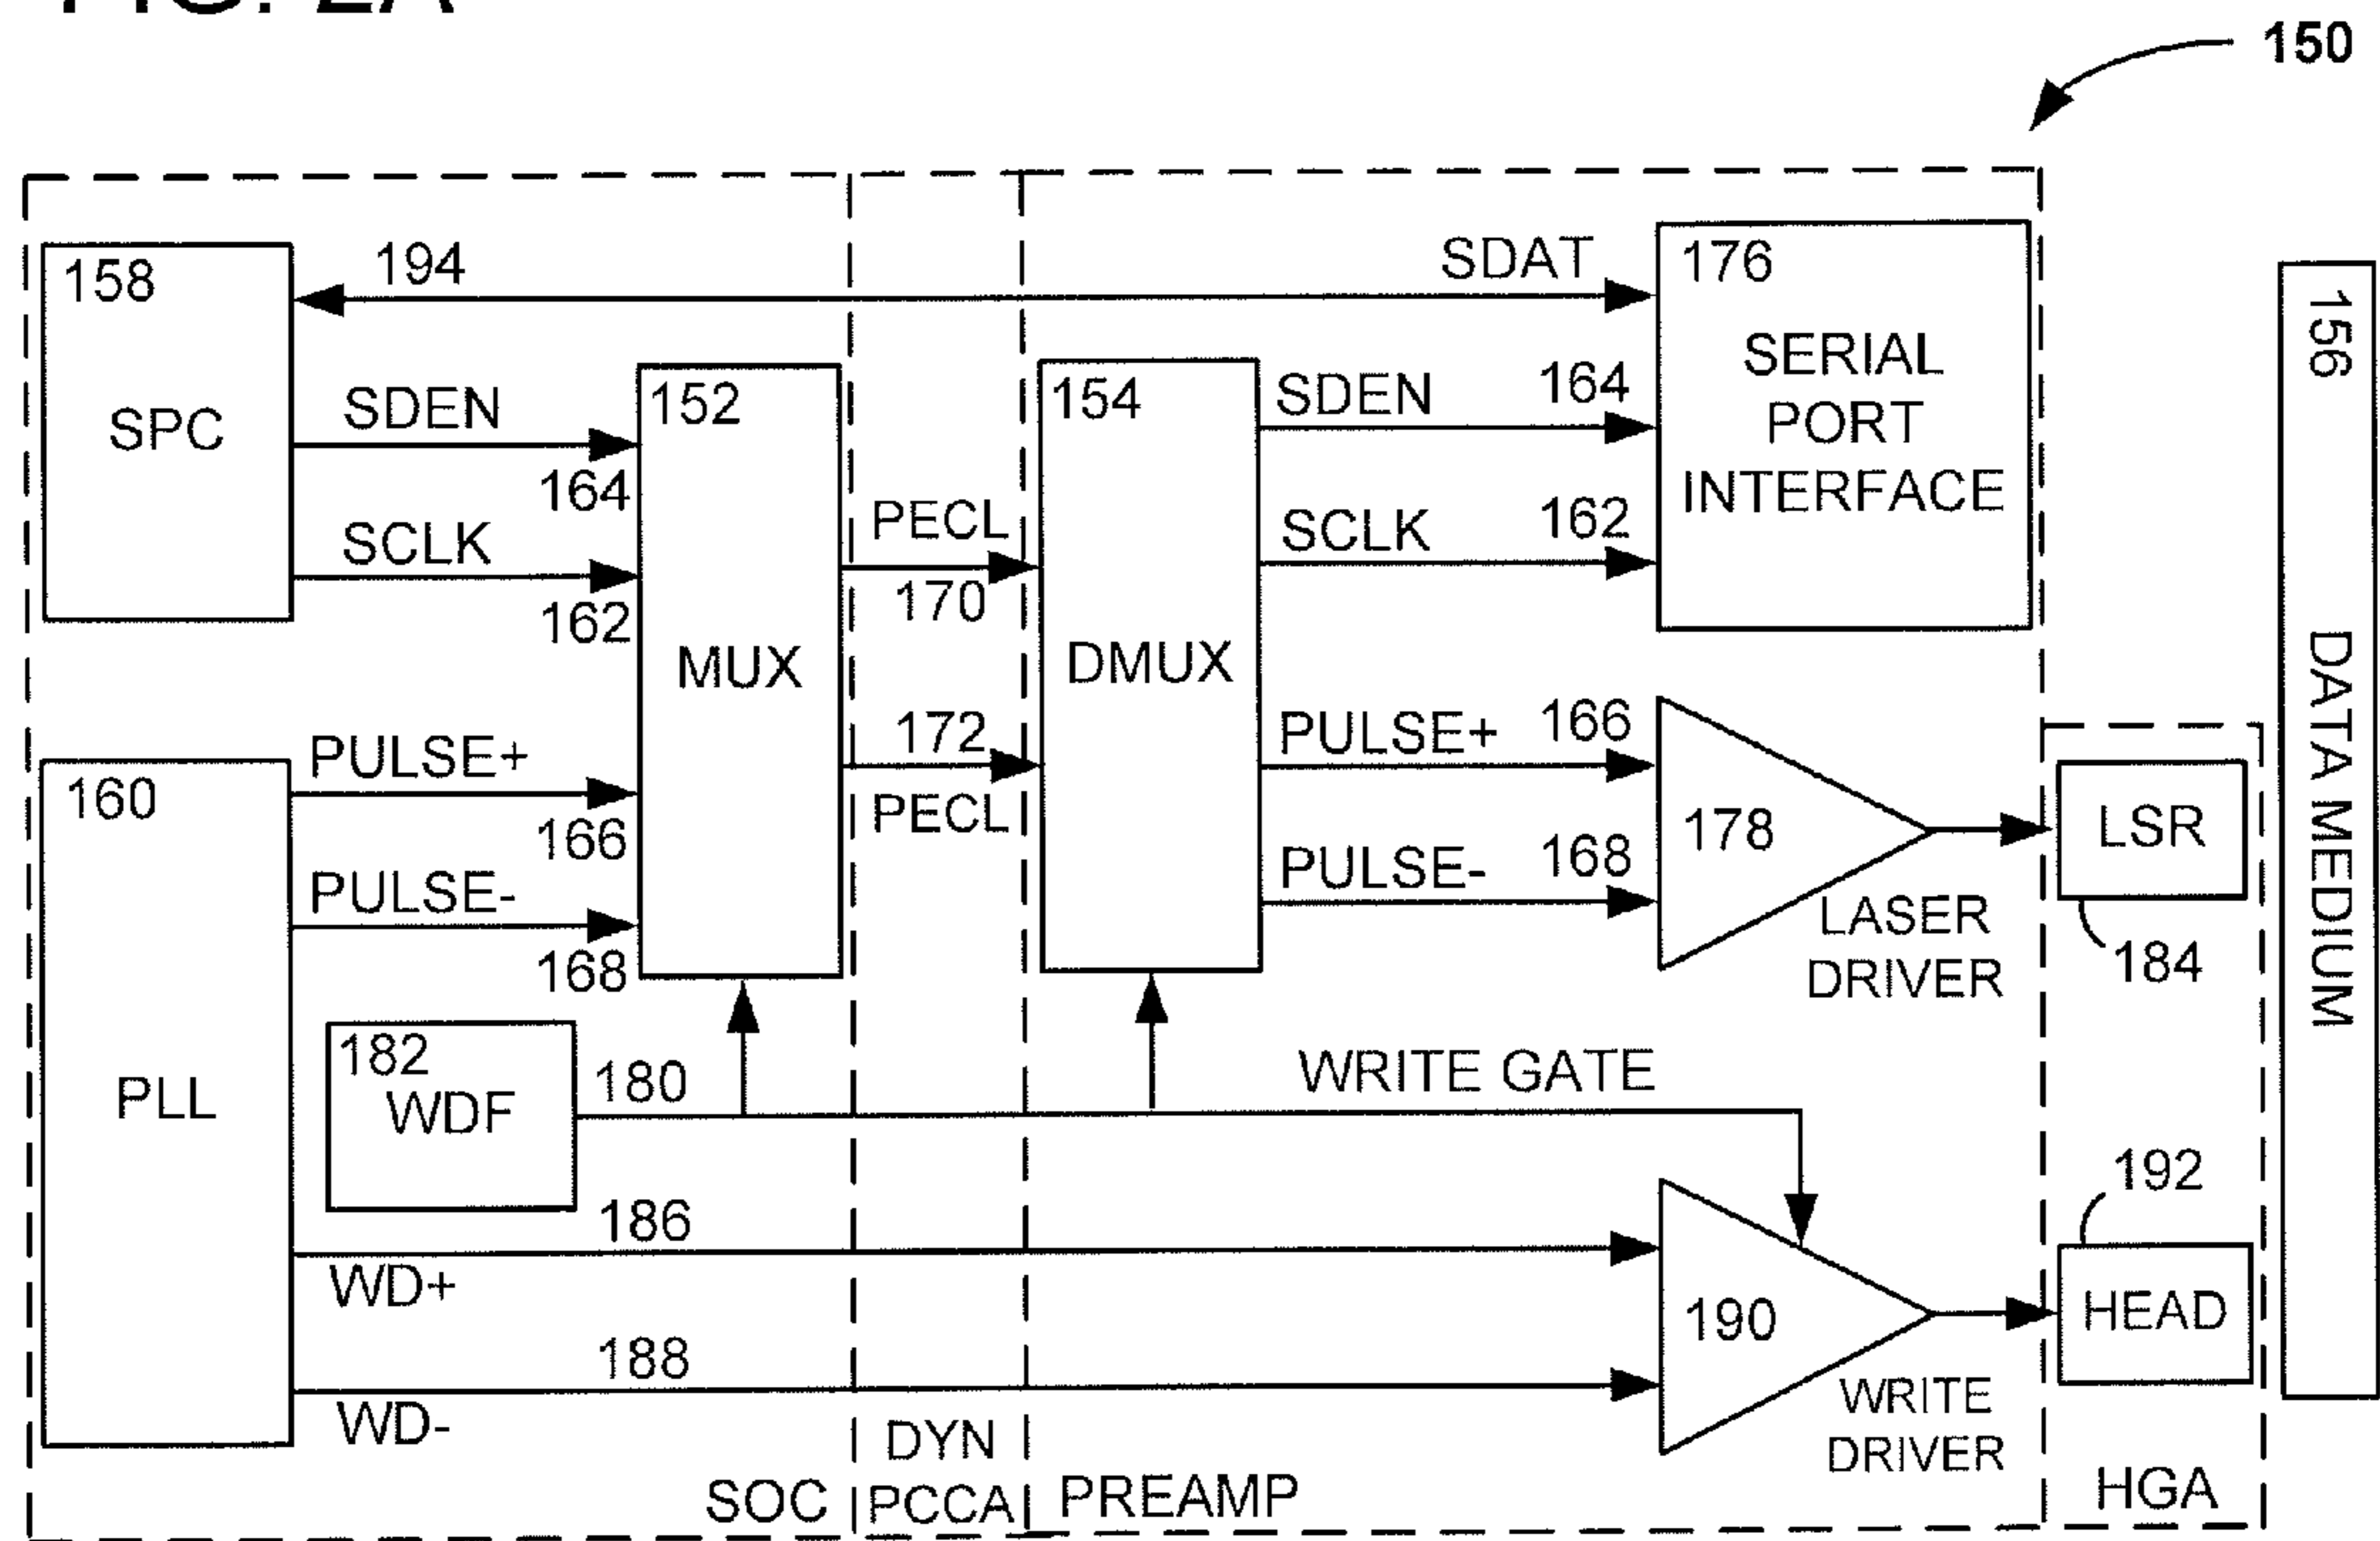 FIG. 2A
150
158
SPC
194
SDAT
176
SERIAL
PORT
INTERFACE
SDEN
164
SCLK
162
152
MUX
PECL
170
172
PECL
154
DMUX
SDEN
164
SCLK
162
PULSE+
166
PULSE-
168
160
PLL
PULSE+
166
PULSE-
168
178
LASER
DRIVER
LSR
184
156
DATA MEDIUM
182
WDF
180
WRITE GATE
186
WD+
188
WD-
190
WRITE
DRIVER
192
HEAD
SOC
DYN
PCCA
PREAMP
HGA